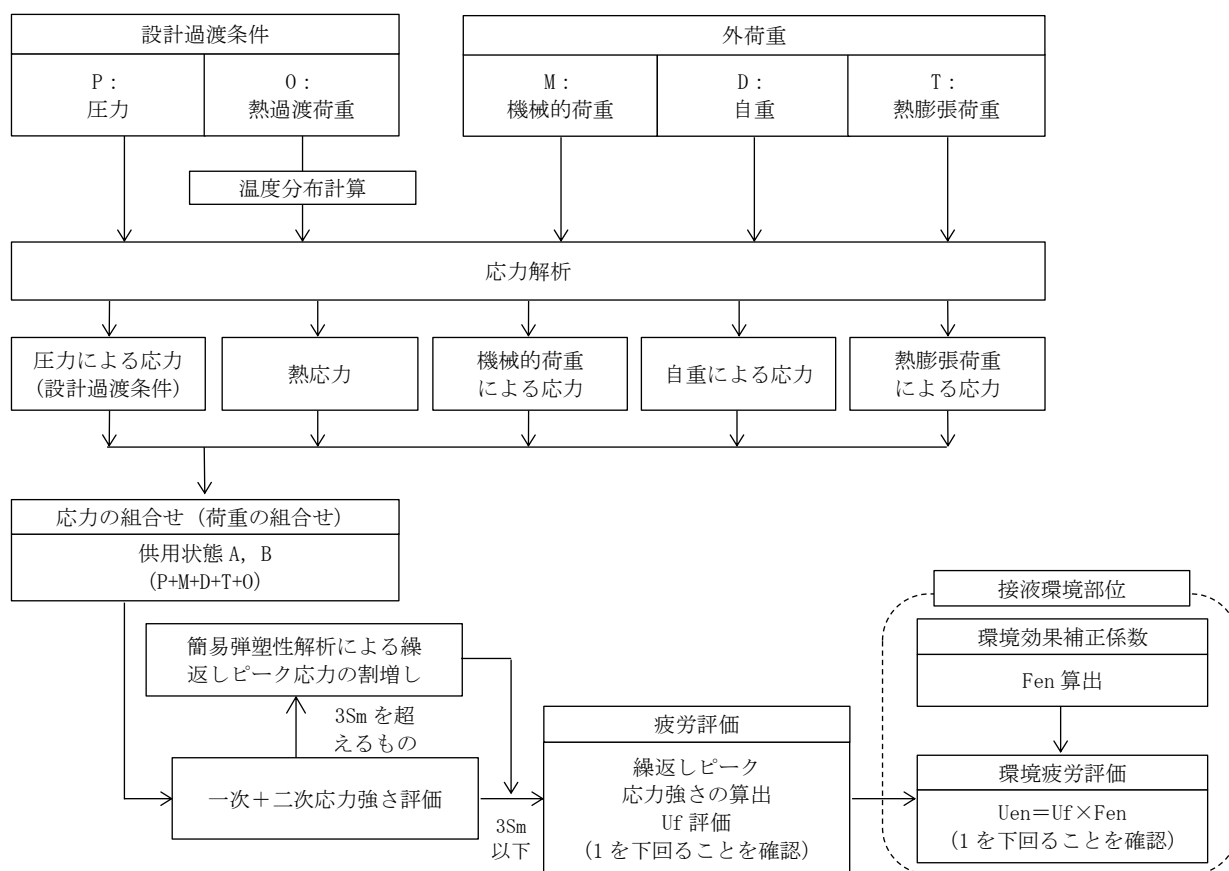 設計過渡条件
外荷重
P:
圧力
O:
熱過渡荷重
M:
機械的荷重
D:
自重
T:
熱膨張荷重
温度分布計算
応力解析
圧力による応力
(設計過渡条件)
熱応力
機械的荷重
による応力
自重による応力
熱膨張荷重
による応力
応力の組合せ (荷重の組合せ)
供用状態 A, B
(P+M+D+T+O)
簡易弾塑性解析による繰
返しピーク応力の割増し
3Sm を超
えるもの
一次+二次応力強さ評価
3Sm
以下
疲労評価
繰返しピーク
応力強さの算出
Uf 評価
(1 を下回ることを確認)
接液環境部位
環境効果補正係数
Fen 算出
環境疲労評価
Uen=Uf×Fen
(1 を下回ることを確認)